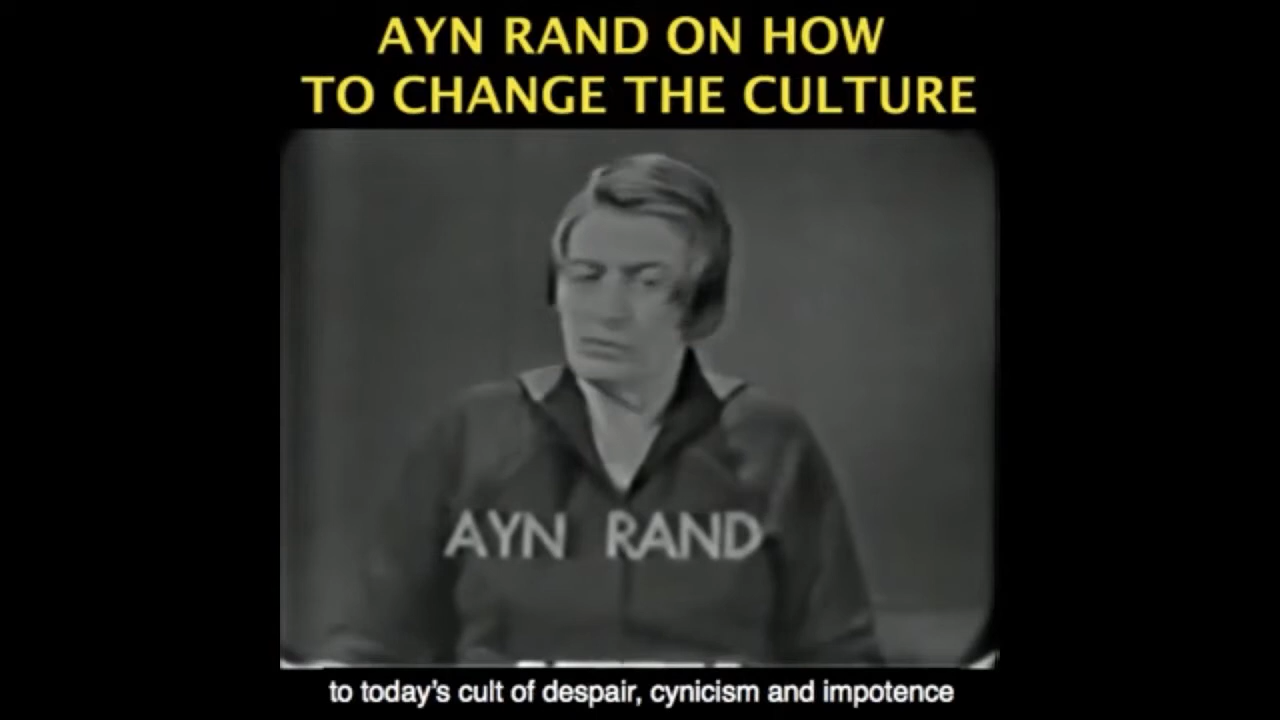 AYN RAND ON HOW
TO CHANGE THE CULTURE
AYN RAND
to today's cult of despair, cynicism and impotence